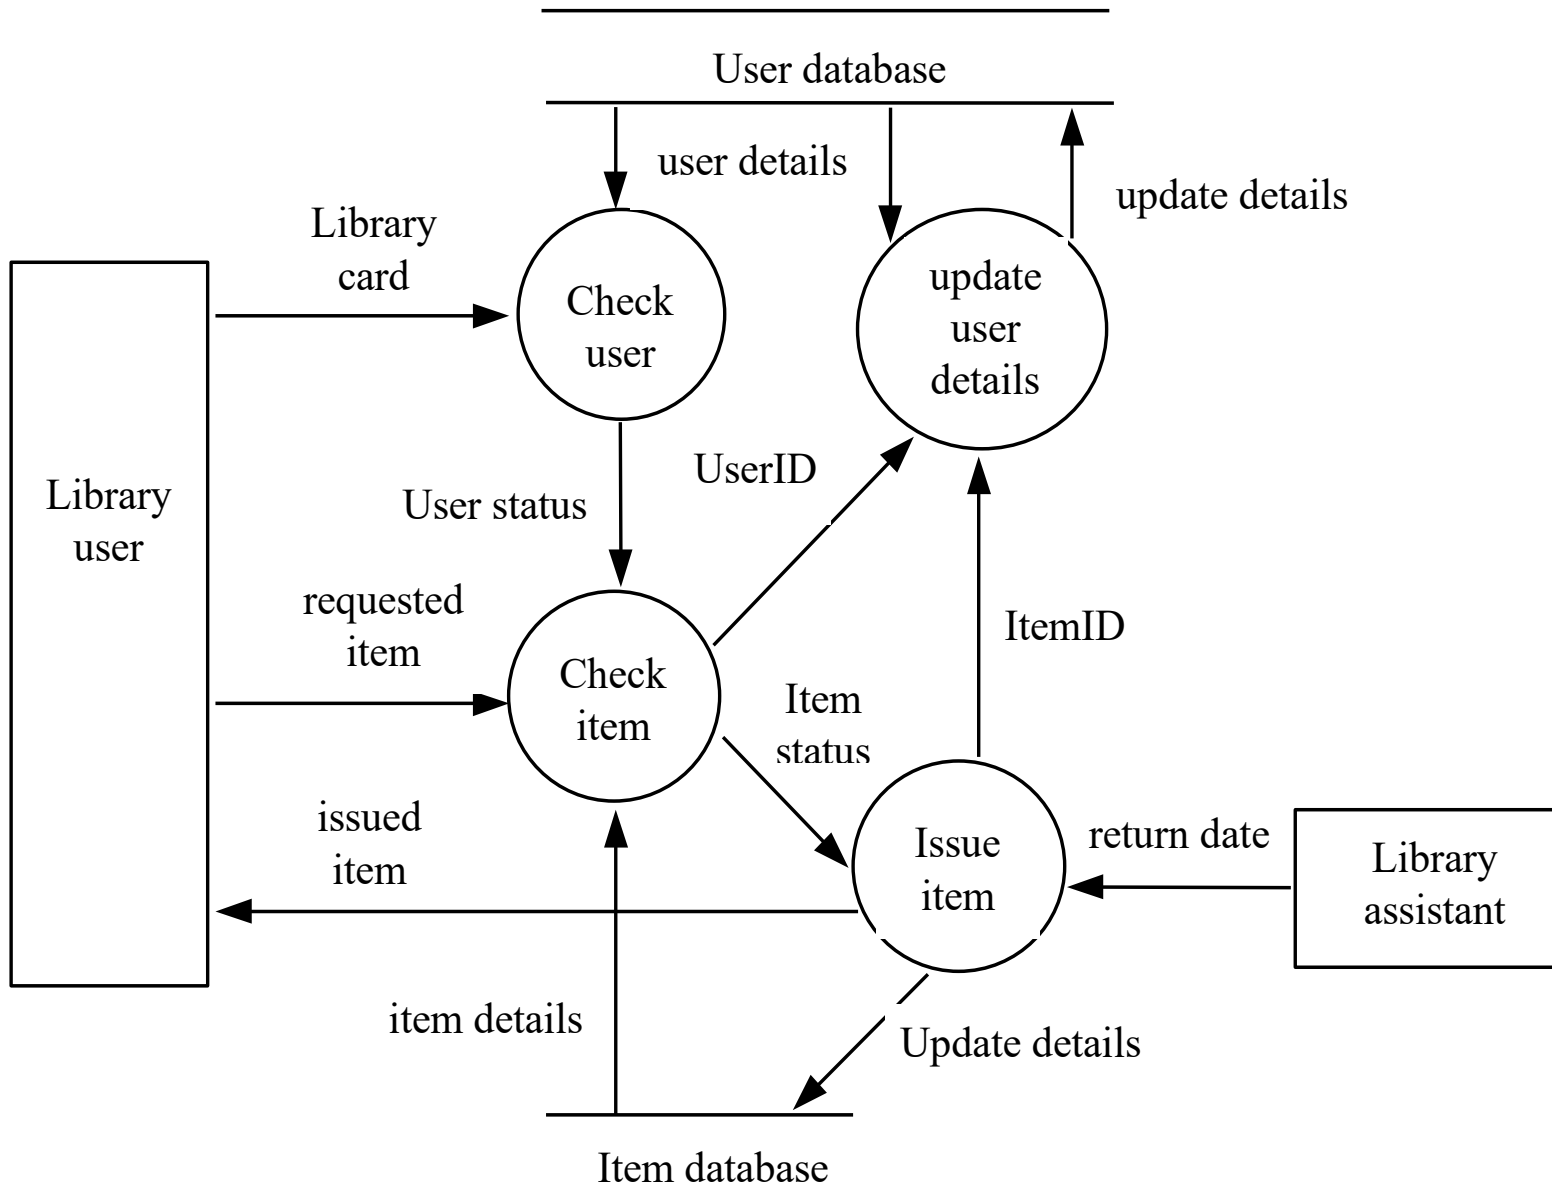 User database
user details
update details
Library
card
Check
user
update
user
details
Library
user
User status
UserID
requested
item
ItemID
Check
item
Item
status
issued
item
Issue
item
return date
Library
assistant
item details
Update details
Item database